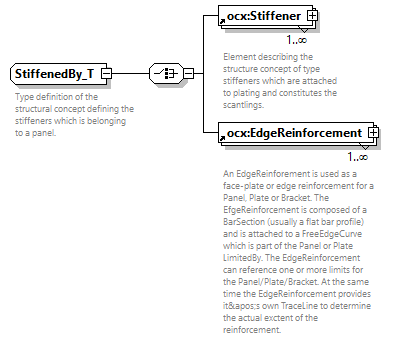 ocx:Stiffener
1..∞
Element describing the
structure concept of type
stiffeners which are attached
to plating and constitutes the
scantlings.
StiffenedBy_T
Type definition of the
structural concept defining the
stiffeners which is belonging
to a panel.
ocx:EdgeReinforcement
1..∞
An EdgeReinforement is used as a
face-plate or edge reinforcement for a
Panel, Plate or Bracket. The
EfgeReinforcement is composed of a
BarSection (usually a flat bar profile)
and is attached to a FreeEdgeCurve
which is part of the Panel or Plate
LimitedBy. The EdgeReinforcement
can reference one or more limits for
the Panel/Plate/Bracket. At the same
time the EdgeReinforcement provides
it&apos;s own TraceLine to determine
the actual exctent of the
reinforcement.